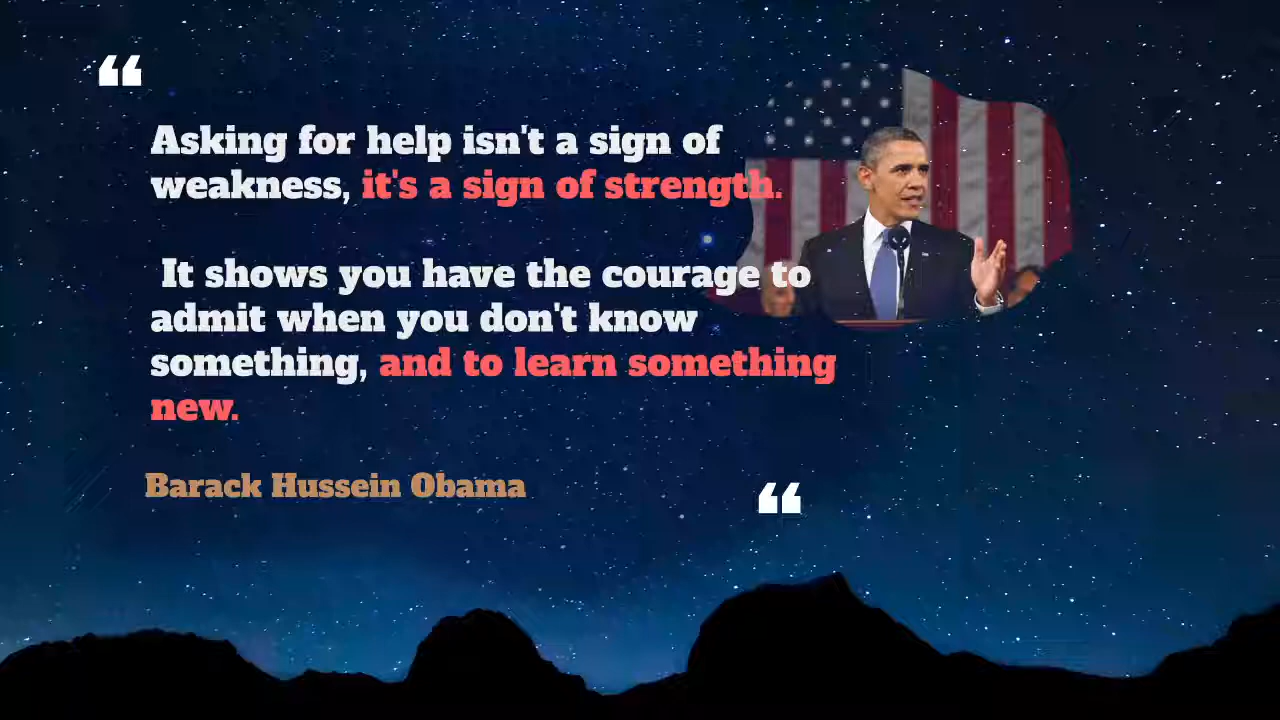 ❝
Asking for help isn't a sign of
weakness, it's a sign of strength.
It shows you have the courage to
admit when you don't know
something, and to learn something
new.
Barack Hussein Obama
❝